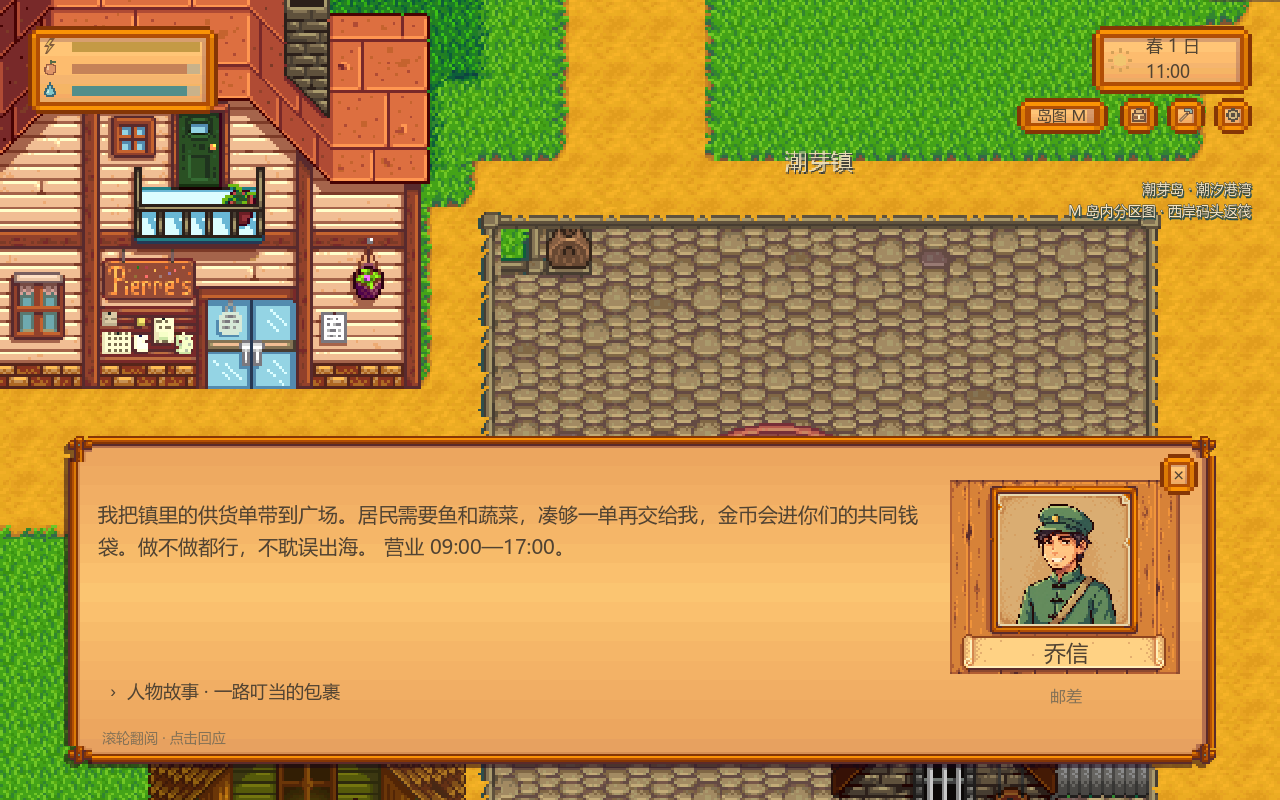 春 1 日
11:00
岛图 M
潮芽镇
潮芽岛 · 潮汐港湾
M 岛内分区图 · 西岸码头返筏
Pierre's
我把镇里的供货单带到广场。居民需要鱼和蔬菜，凑够一单再交给我，金币会进你们的共同钱
袋。做不做都行，不耽误出海。 营业 09:00—17:00。
乔信
› 人物故事 · 一路叮当的包裹
邮差
滚轮翻阅 · 点击回应